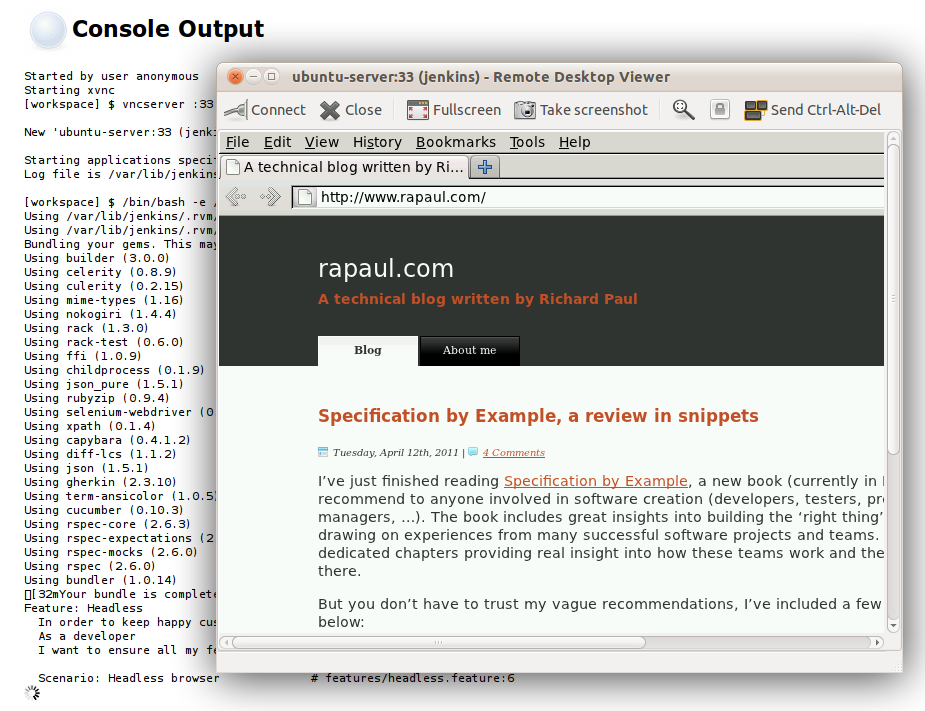 Console Output
Started by user anonymous
Starting xvnc
[workspace] $ vncserver :33
New 'ubuntu-server:33 (jenki
Starting applications specif
Log file is /var/lib/jenkins
[workspace] $ /bin/bash -e /
Using /var/lib/jenkins/.rvm/
Using /var/lib/jenkins/.rvm/
Bundling your gems. This may
Using builder (3.0.0)
Using celerity (0.8.9)
Using culerity (0.2.15)
Using mime-types (1.16)
Using nokogiri (1.4.4)
Using rack (1.3.0)
Using rack-test (0.6.0)
Using ffi (1.0.9)
Using childprocess (0.1.9)
Using json_pure (1.5.1)
Using rubyzip (0.9.4)
Using selenium-webdriver (0
Using xpath (0.1.4)
Using capybara (0.4.1.2)
Using diff-lcs (1.1.2)
Using json (1.5.1)
Using gherkin (2.3.10)
Using term-ansicolor (1.0.5)
Using cucumber (0.10.3)
Using rspec-core (2.6.3)
Using rspec-expectations (2
Using rspec-mocks (2.6.0)
Using rspec (2.6.0)
Using bundler (1.0.14)
[32mYour bundle is complete
Feature: Headless
In order to keep happy cus
As a developer
I want to ensure all my fe
Scenario: Headless browser # features/headless.feature:6
ubuntu-server:33 (jenkins) - Remote Desktop Viewer
Connect Close Fullscreen Take screenshot Send Ctrl-Alt-Del
File Edit View History Bookmarks Tools Help
A technical blog written by Ri...
http://www.rapaul.com/
rapaul.com
A technical blog written by Richard Paul
Blog About me
Specification by Example, a review in snippets
Tuesday, April 12th, 2011 | 4 Comments
I've just finished reading Specification by Example, a new book (currently in
recommend to anyone involved in software creation (developers, testers, pr
managers, ...). The book includes great insights into building the 'right thing'
drawing on experiences from many successful software projects and teams.
dedicated chapters providing real insight into how these teams work and the
there.
But you don't have to trust my vague recommendations, I've included a few
below: